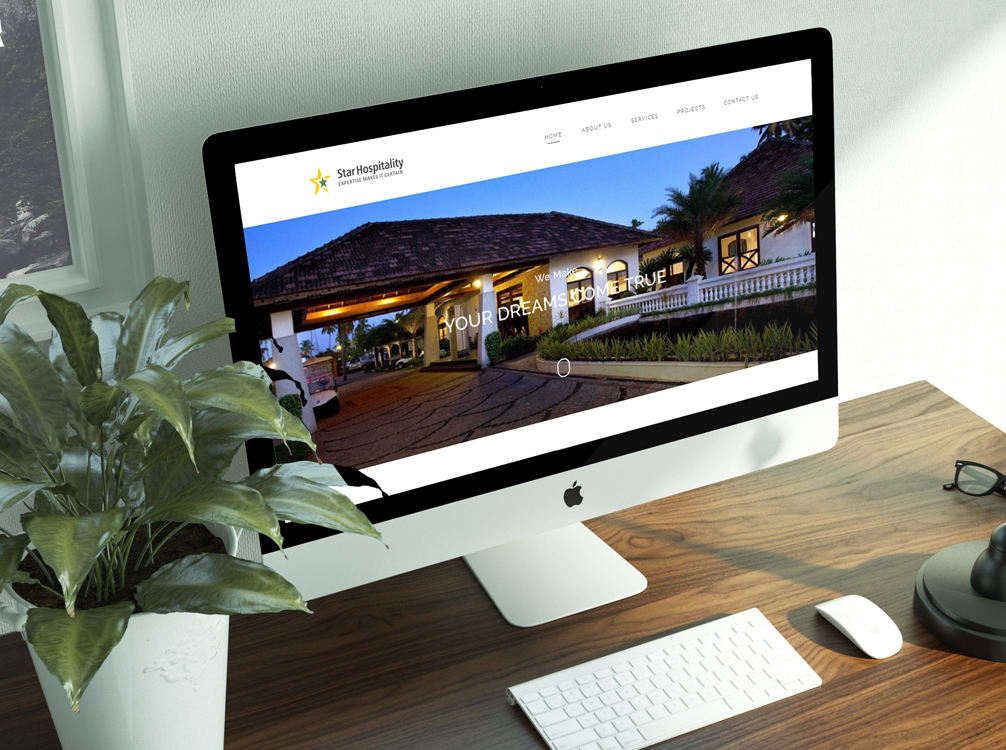 HOME ABOUT US SERVICES PROJECTS CONTACT US
Star Hospitality
EXPERTISE MAKES IT CERTAIN
We Make
YOUR DREAMS COME TRUE